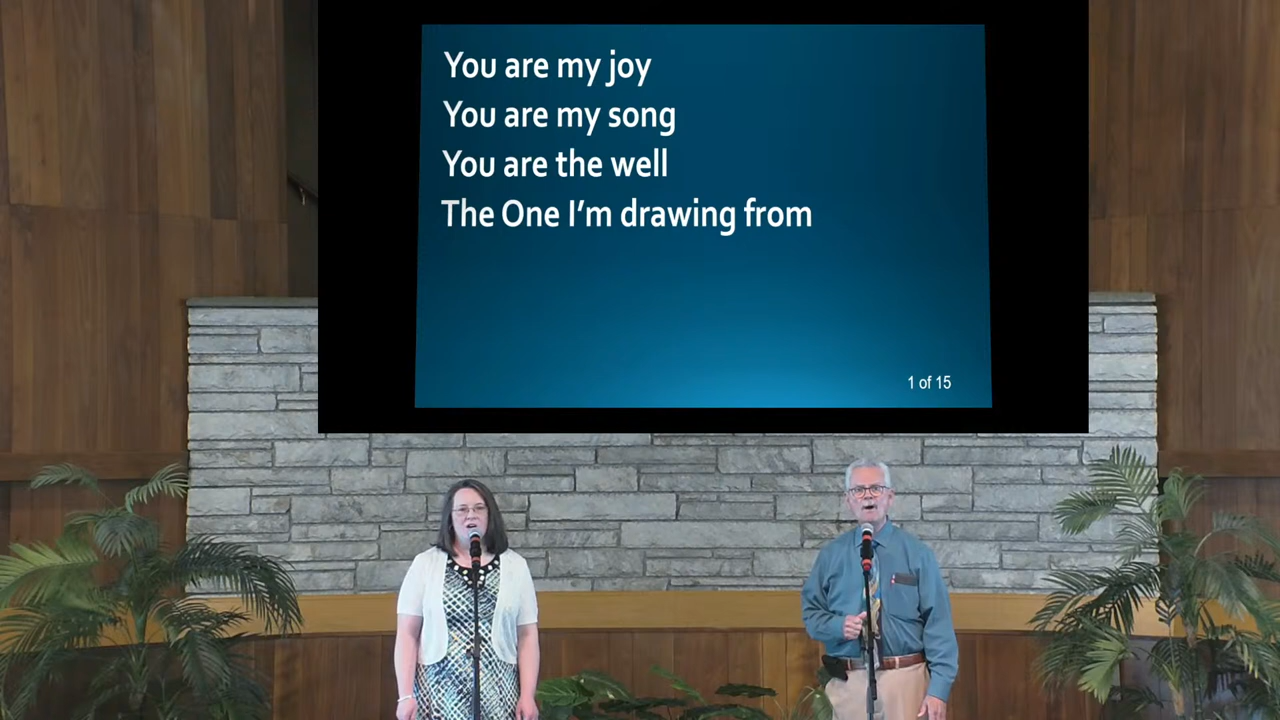 You are my joy
You are my song
You are the well
The One I'm drawing from
1 of 15